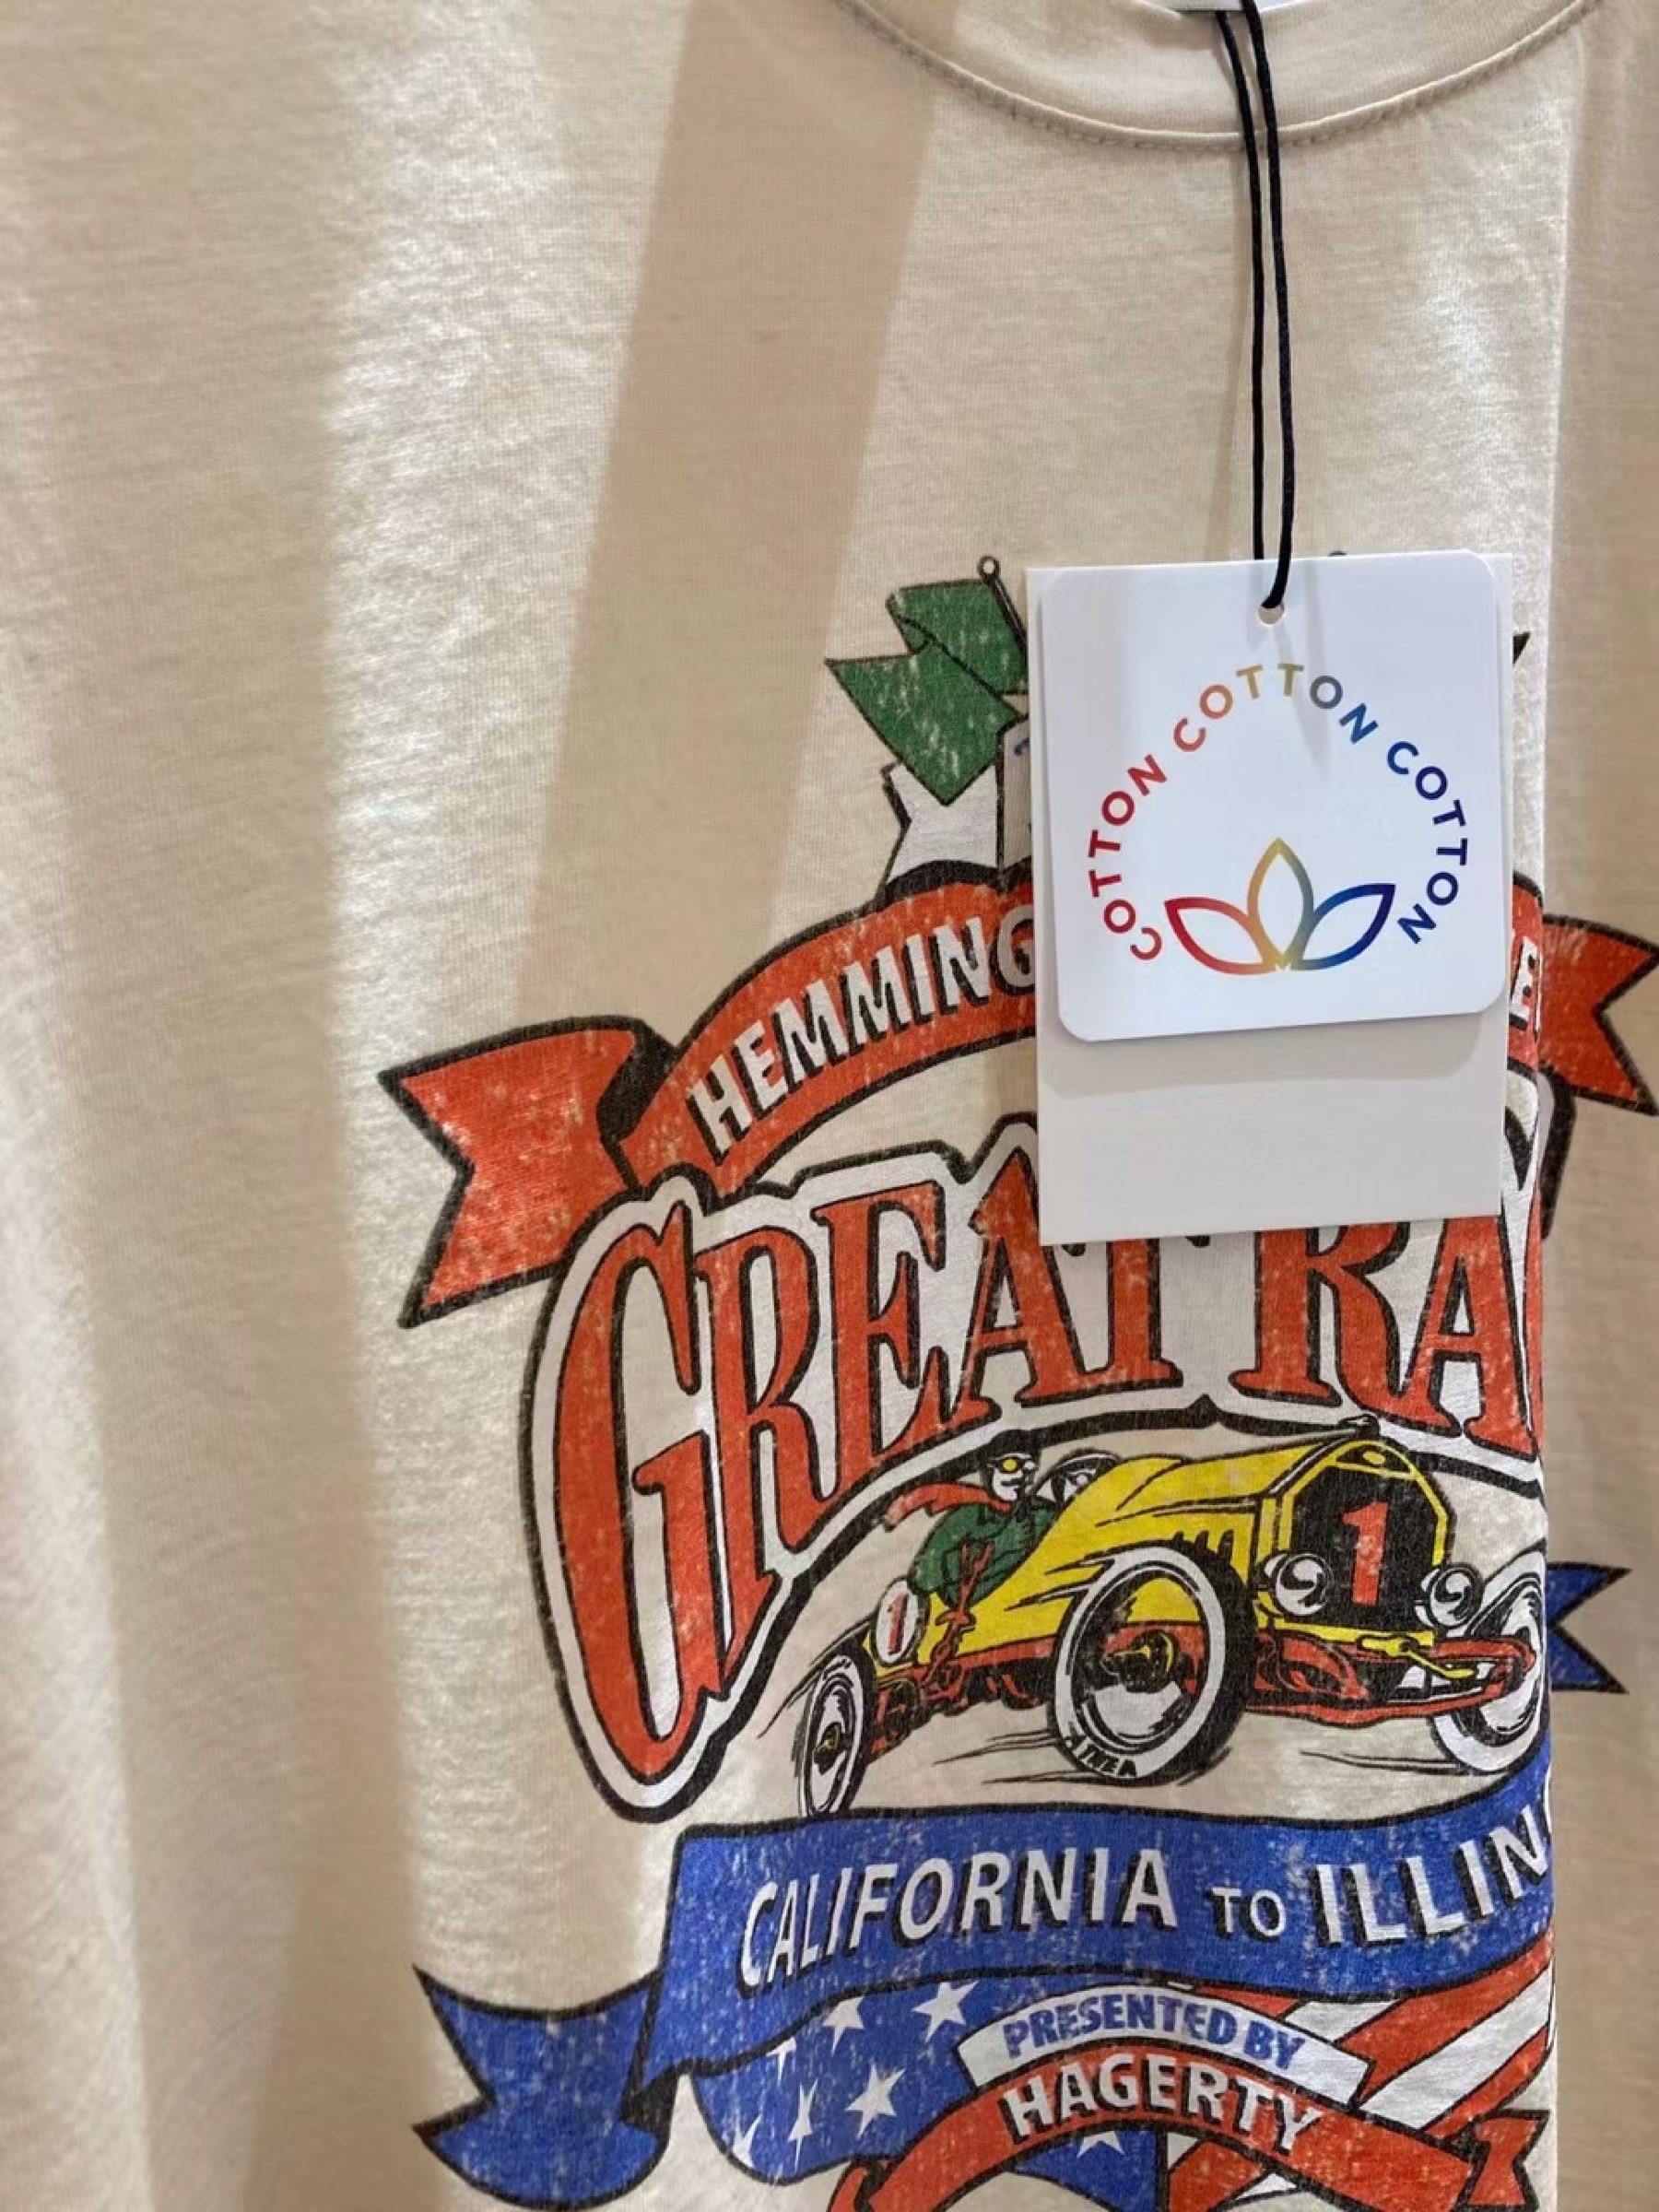 COTTON COTTON COTTON
HEMMING
GREAT RA
1
1
CALIFORNIA TO ILLIN
PRESENTED BY
HAGERTY